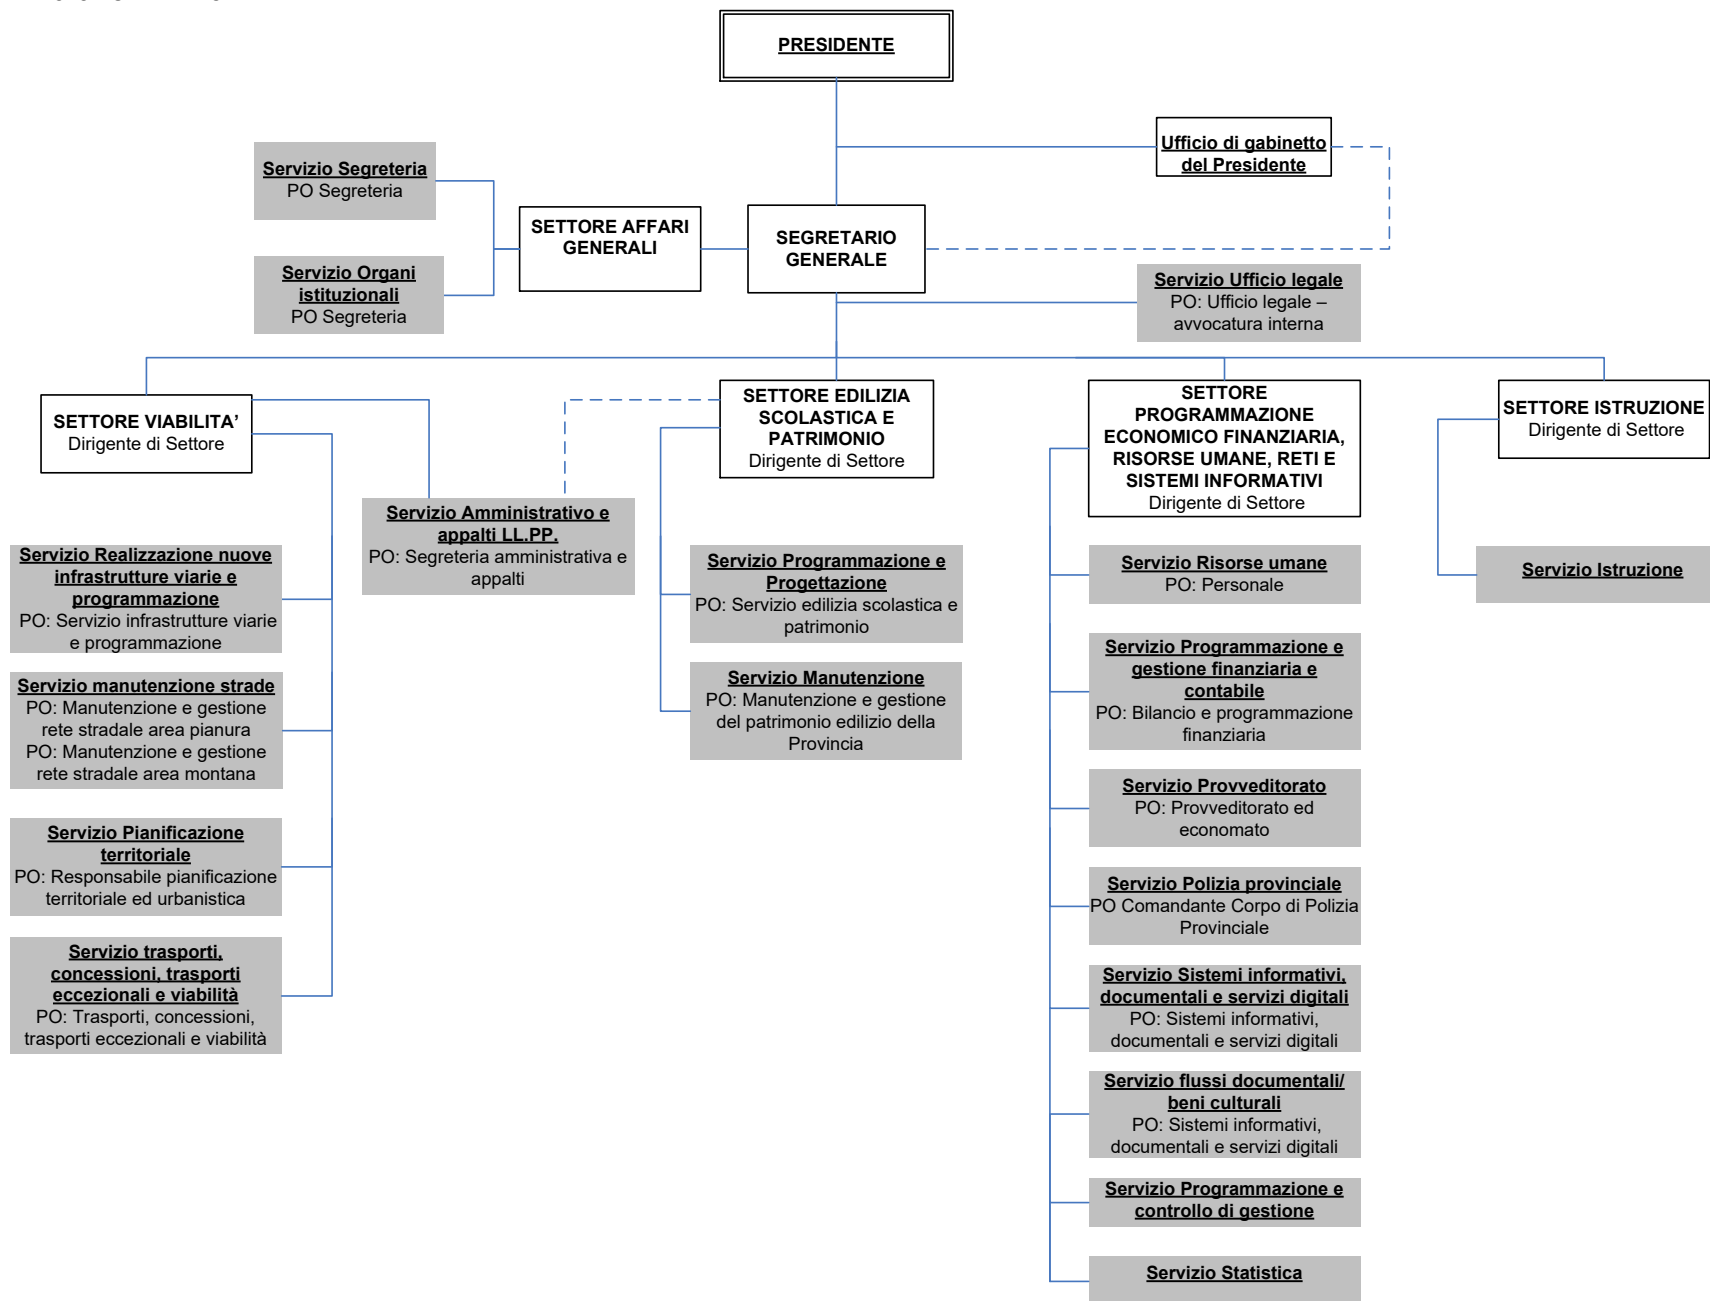 PRESIDENTE
Ufficio di gabinetto
del Presidente
Servizio Segreteria
PO Segreteria
SETTORE AFFARI
GENERALI
SEGRETARIO
GENERALE
Servizio Organi
istituzionali
PO Segreteria
Servizio Ufficio legale
PO: Ufficio legale –
avvocatura interna
SETTORE VIABILITA’
Dirigente di Settore
SETTORE EDILIZIA
SCOLASTICA E
PATRIMONIO
Dirigente di Settore
SETTORE
PROGRAMMAZIONE
ECONOMICO FINANZIARIA,
RISORSE UMANE, RETI E
SISTEMI INFORMATIVI
Dirigente di Settore
SETTORE ISTRUZIONE
Dirigente di Settore
Servizio Amministrativo e
appalti LL.PP.
PO: Segreteria amministrativa e
appalti
Servizio Realizzazione nuove
infrastrutture viarie e
programmazione
PO: Servizio infrastrutture viarie
e programmazione
Servizio manutenzione strade
PO: Manutenzione e gestione
rete stradale area pianura
PO: Manutenzione e gestione
rete stradale area montana
Servizio Pianificazione
territoriale
PO: Responsabile pianificazione
territoriale ed urbanistica
Servizio trasporti,
concessioni, trasporti
eccezionali e viabilità
PO: Trasporti, concessioni,
trasporti eccezionali e viabilità
Servizio Programmazione e
Progettazione
PO: Servizio edilizia scolastica e
patrimonio
Servizio Manutenzione
PO: Manutenzione e gestione
del patrimonio edilizio della
Provincia
Servizio Risorse umane
PO: Personale
Servizio Programmazione e
gestione finanziaria e
contabile
PO: Bilancio e programmazione
finanziaria
Servizio Provveditorato
PO: Provveditorato ed
economato
Servizio Polizia provinciale
PO Comandante Corpo di Polizia
Provinciale
Servizio Sistemi informativi,
documentali e servizi digitali
PO: Sistemi informativi,
documentali e servizi digitali
Servizio flussi documentali/
beni culturali
PO: Sistemi informativi,
documentali e servizi digitali
Servizio Programmazione e
controllo di gestione
Servizio Statistica
Servizio Istruzione